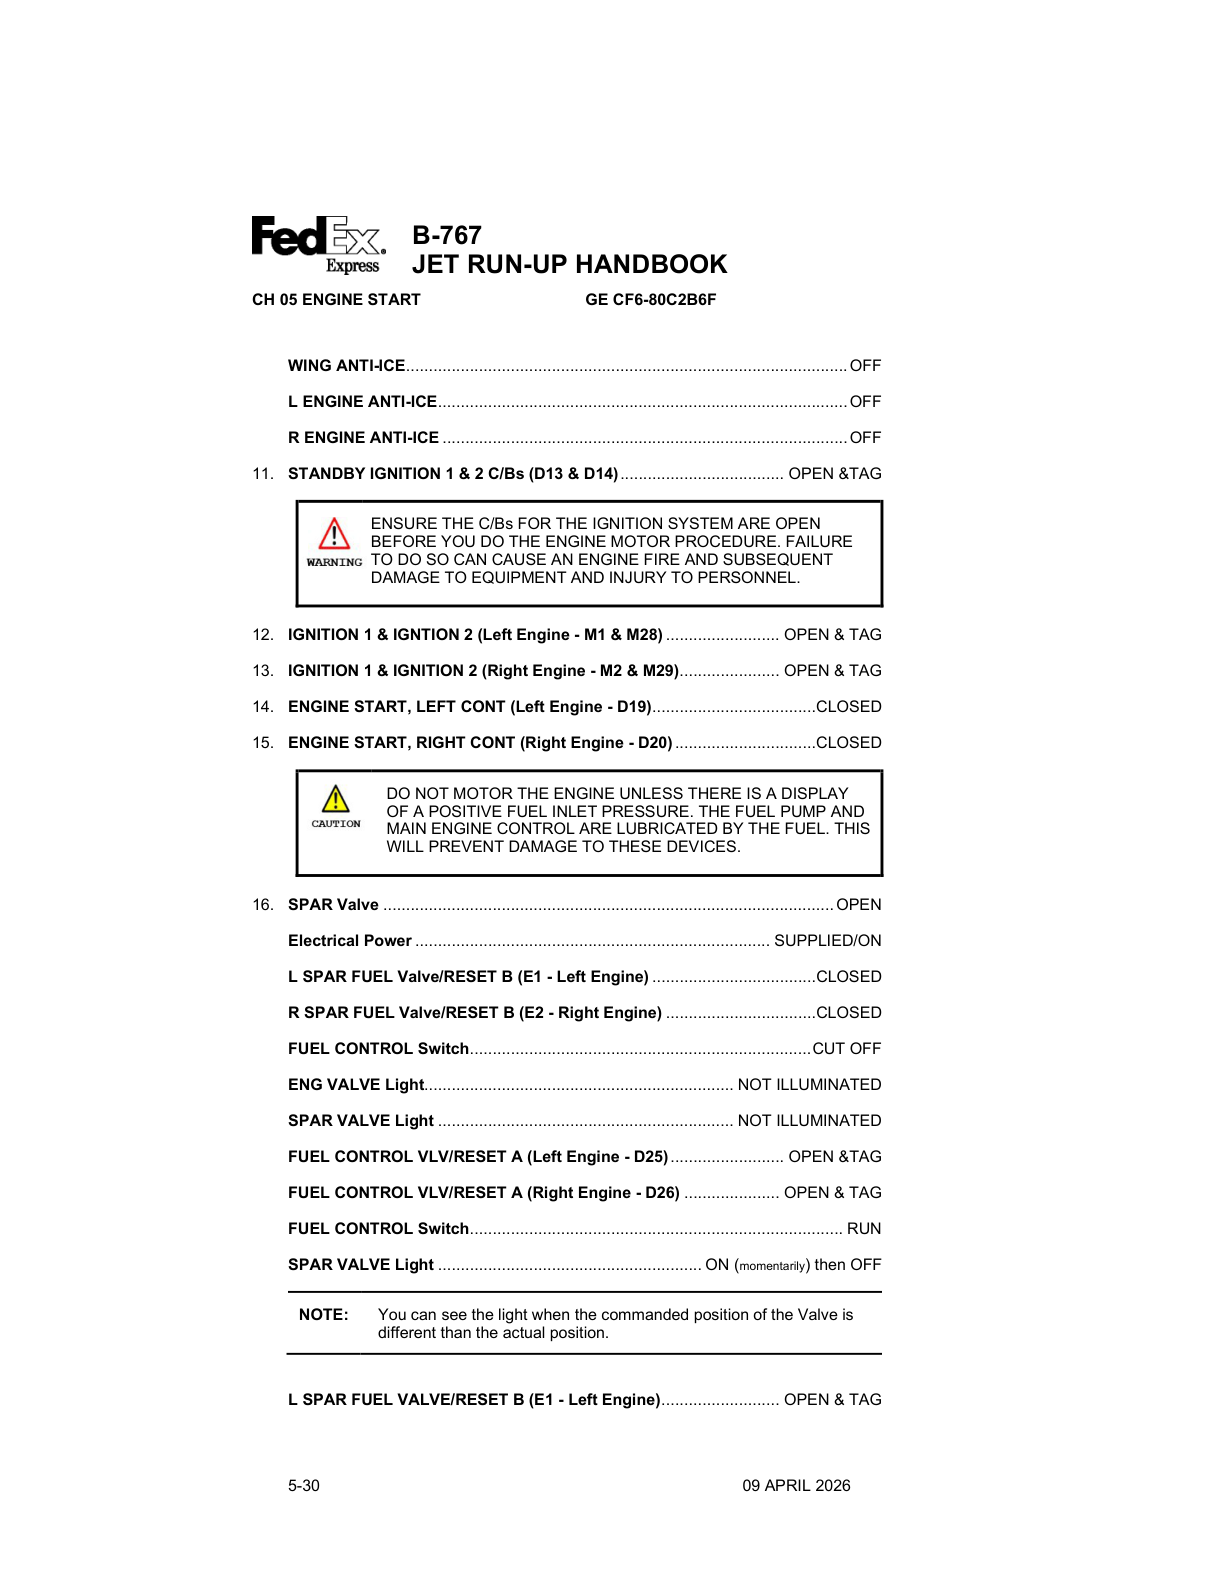 FedEx®
Express
B-767
JET RUN-UP HANDBOOK
CH 05 ENGINE START GE CF6-80C2B6F
WING ANTI-ICE.................................................................................................OFF
L ENGINE ANTI-ICE..........................................................................................OFF
R ENGINE ANTI-ICE .........................................................................................OFF
11. STANDBY IGNITION 1 & 2 C/Bs (D13 & D14).................................... OPEN &TAG
WARNING
ENSURE THE C/Bs FOR THE IGNITION SYSTEM ARE OPEN
BEFORE YOU DO THE ENGINE MOTOR PROCEDURE. FAILURE
TO DO SO CAN CAUSE AN ENGINE FIRE AND SUBSEQUENT
DAMAGE TO EQUIPMENT AND INJURY TO PERSONNEL.
12. IGNITION 1 & IGNTION 2 (Left Engine - M1 & M28) ......................... OPEN & TAG
13. IGNITION 1 & IGNITION 2 (Right Engine - M2 & M29)...................... OPEN & TAG
14. ENGINE START, LEFT CONT (Left Engine - D19)....................................CLOSED
15. ENGINE START, RIGHT CONT (Right Engine - D20) ...............................CLOSED
CAUTION
DO NOT MOTOR THE ENGINE UNLESS THERE IS A DISPLAY
OF A POSITIVE FUEL INLET PRESSURE. THE FUEL PUMP AND
MAIN ENGINE CONTROL ARE LUBRICATED BY THE FUEL. THIS
WILL PREVENT DAMAGE TO THESE DEVICES.
16. SPAR Valve ...................................................................................................OPEN
Electrical Power .............................................................................. SUPPLIED/ON
L SPAR FUEL Valve/RESET B (E1 - Left Engine) ....................................CLOSED
R SPAR FUEL Valve/RESET B (E2 - Right Engine) .................................CLOSED
FUEL CONTROL Switch...........................................................................CUT OFF
ENG VALVE Light.................................................................... NOT ILLUMINATED
SPAR VALVE Light ................................................................. NOT ILLUMINATED
FUEL CONTROL VLV/RESET A (Left Engine - D25)......................... OPEN &TAG
FUEL CONTROL VLV/RESET A (Right Engine - D26) ..................... OPEN & TAG
FUEL CONTROL Switch.................................................................................. RUN
SPAR VALVE Light .......................................................... ON (momentarily) then OFF
NOTE: You can see the light when the commanded position of the Valve is
different than the actual position.
L SPAR FUEL VALVE/RESET B (E1 - Left Engine).......................... OPEN & TAG
5-30 09 APRIL 2026